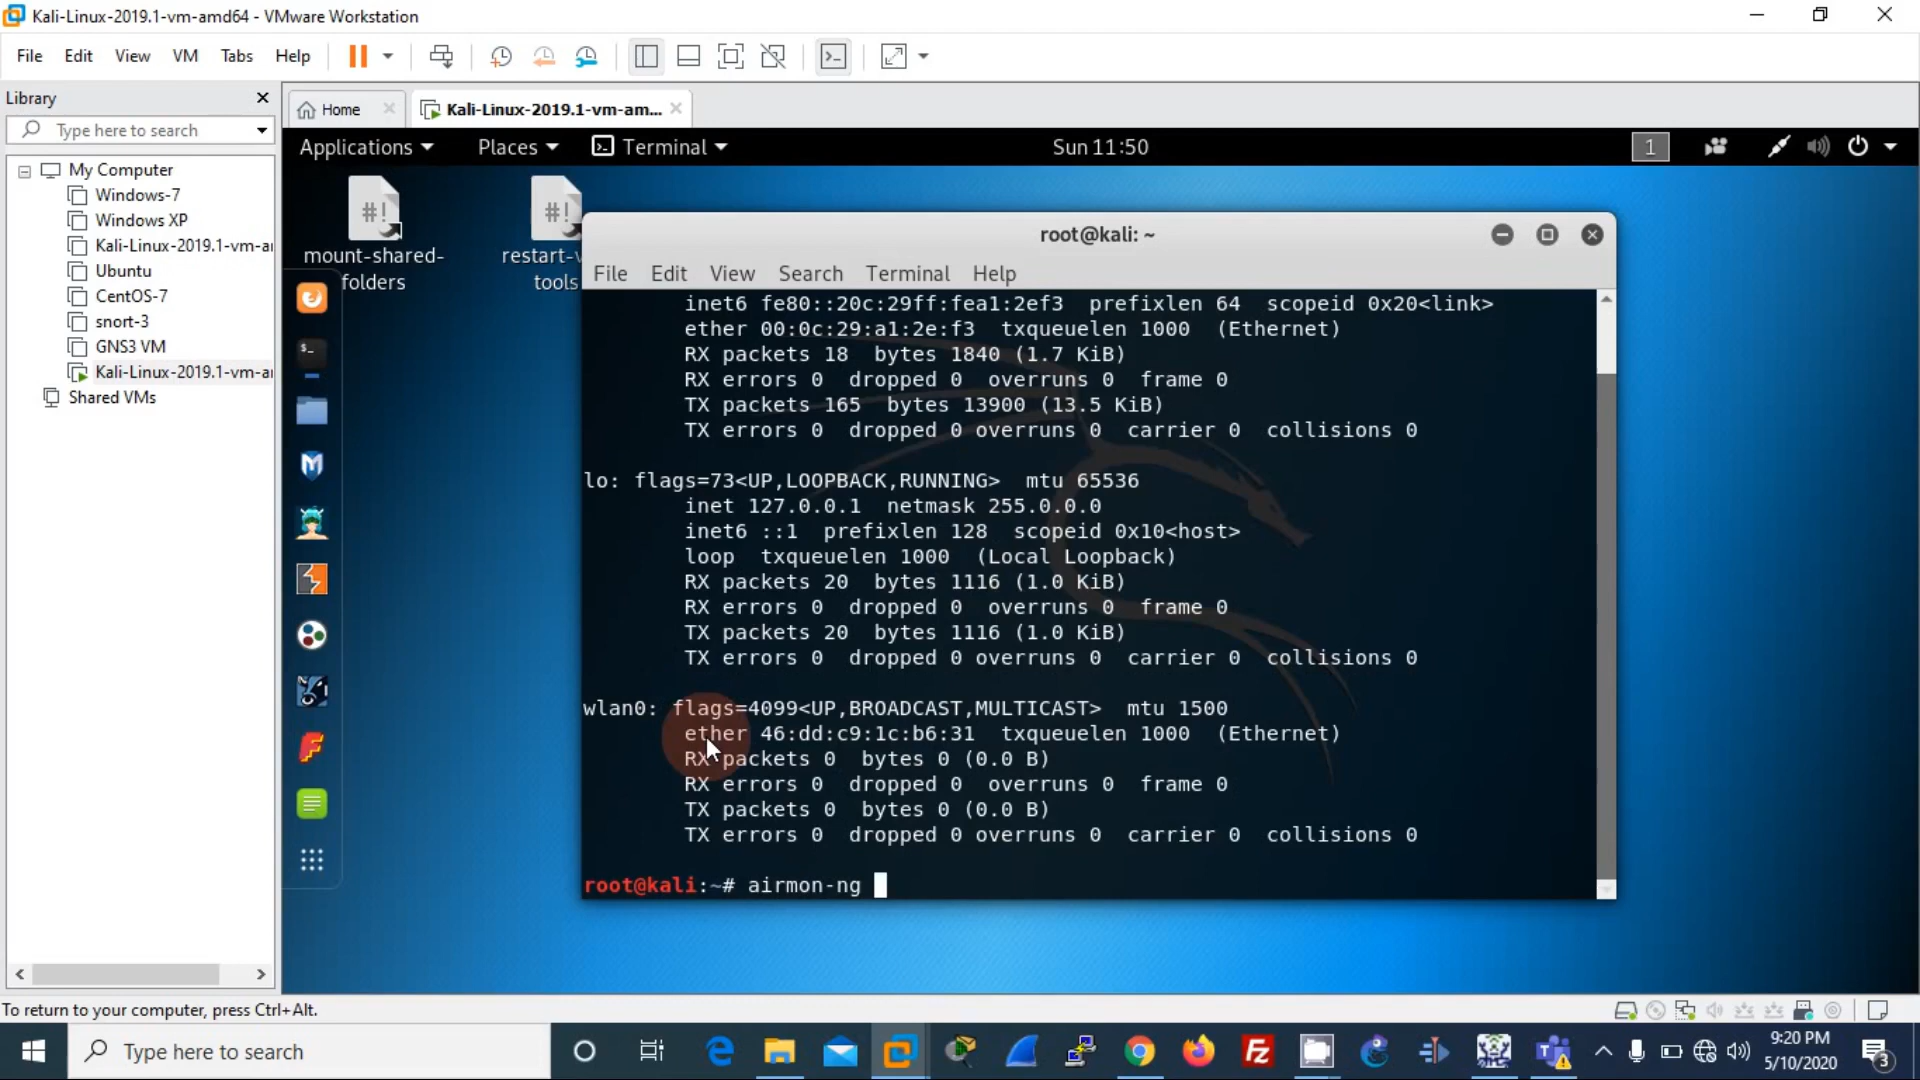 Kali-Linux-2019.1-vm-amd64 - VMware Workstation
File Edit View VM Tabs Help
Library
Type here to search
My Computer
Windows-7
Windows XP
Kali-Linux-2019.1-vm-a
Ubuntu
CentOS-7
snort-3
GNS3 VM
Kali-Linux-2019.1-vm-a
Shared VMs
Home
Kali-Linux-2019.1-vm-am...
Applications Places Terminal Sun 11:50 1
#!
mount-shared-
folders
#!
restart-v
tools
root@kali: ~
File Edit View Search Terminal Help
inet6 fe80::20c:29ff:fea1:2ef3 prefixlen 64 scopeid 0x20<link>
ether 00:0c:29:a1:2e:f3 txqueuelen 1000 (Ethernet)
RX packets 18 bytes 1840 (1.7 KiB)
RX errors 0 dropped 0 overruns 0 frame 0
TX packets 165 bytes 13900 (13.5 KiB)
TX errors 0 dropped 0 overruns 0 carrier 0 collisions 0
lo: flags=73<UP,LOOPBACK,RUNNING> mtu 65536
inet 127.0.0.1 netmask 255.0.0.0
inet6 ::1 prefixlen 128 scopeid 0x10<host>
loop txqueuelen 1000 (Local Loopback)
RX packets 20 bytes 1116 (1.0 KiB)
RX errors 0 dropped 0 overruns 0 frame 0
TX packets 20 bytes 1116 (1.0 KiB)
TX errors 0 dropped 0 overruns 0 carrier 0 collisions 0
wlan0: flags=4099<UP,BROADCAST,MULTICAST> mtu 1500
ether 46:dd:c9:1c:b6:31 txqueuelen 1000 (Ethernet)
RX packets 0 bytes 0 (0.0 B)
RX errors 0 dropped 0 overruns 0 frame 0
TX packets 0 bytes 0 (0.0 B)
TX errors 0 dropped 0 overruns 0 carrier 0 collisions 0
root@kali:~# airmon-ng
To return to your computer, press Ctrl+Alt.
Type here to search
9:20 PM
5/10/2020
3